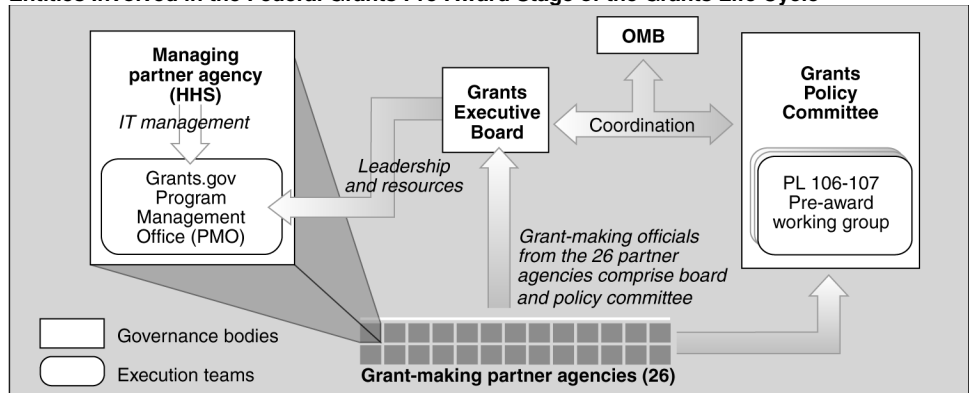 Entities Involved in the Federal Grants Pre-Award Stage of the Grants Life Cycle
Managing
partner agency
(HHS)
IT management
Grants.gov
Program
Management
Office (PMO)
Leadership
and resources
Grants
Executive
Board
OMB
Coordination
Grants
Policy
Committee
PL 106-107
Pre-award
working group
Grant-making officials
from the 26 partner
agencies comprise board
and policy committee
Governance bodies
Execution teams
Grant-making partner agencies (26)